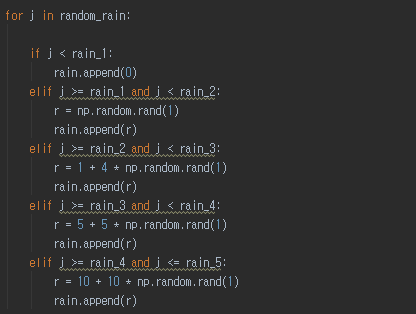 for j in random_rain:
if j < rain_1:
rain.append(0)
elif j >= rain_1 and j < rain_2:
r = np.random.rand(1)
rain.append(r)
elif j >= rain_2 and j < rain_3:
r = 1 + 4 * np.random.rand(1)
rain.append(r)
elif j >= rain_3 and j < rain_4:
r = 5 + 5 * np.random.rand(1)
rain.append(r)
elif j >= rain_4 and j <= rain_5:
r = 10 + 10 * np.random.rand(1)
rain.append(r)